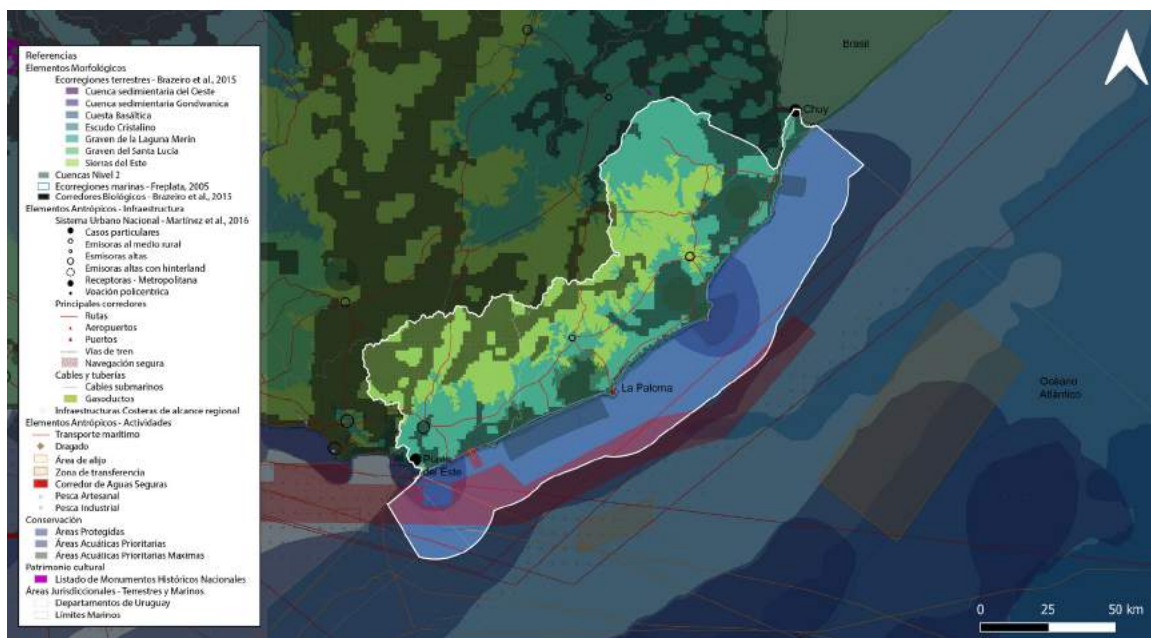 Referencias
Elementos Morfológicos
Ecorregiones terrestres - Brazeiro et al., 2015
Cuenca sedimentaria del Oeste
Cuenca sedimentaria Gondwanica
Cuesta Basáltica
Escudo Cristalino
Graven de la Laguna Merín
Graven del Santa Lucía
Sierras del Este
Cuencas Nivel 2
Ecorregiones marinas - Freplata, 2005
Corredores Biológicos - Brazeiro et al., 2015
Elementos Antrópicos - Infraestructura
Sistema Urbano Nacional - Martínez et al., 2016
Casos particulares
Emisoras al medio rural
Esmisoras altas
Emisoras altas con hinterland
Receptoras - Metropolitana
Voación policentrica
Principales corredores
Rutas
Aeropuertos
Puertos
Vías de tren
Navegación segura
Cables y tuberías
Cables submarinos
Gasoductos
Infraestructuras Costeras de alcance regional
Elementos Antrópicos - Actividades
Transporte marítimo
Dragado
Área de alijo
Zona de transferencia
Corredor de Aguas Seguras
Pesca Artesanal
Pesca Industrial
Conservación
Áreas Protegidas
Áreas Acuáticas Prioritarias
Áreas Acuáticas Prioritarias Maximas
Patrimonio cultural
Listado de Monumentos Históricos Nacionales
Áreas Jurisdiccionales - Terrestres y Marinos
Departamentos de Uruguay
Límites Marinos
Brasil
Chuy
La Paloma
Océano
Atlántico
Punta
del Este
0 25 50 km